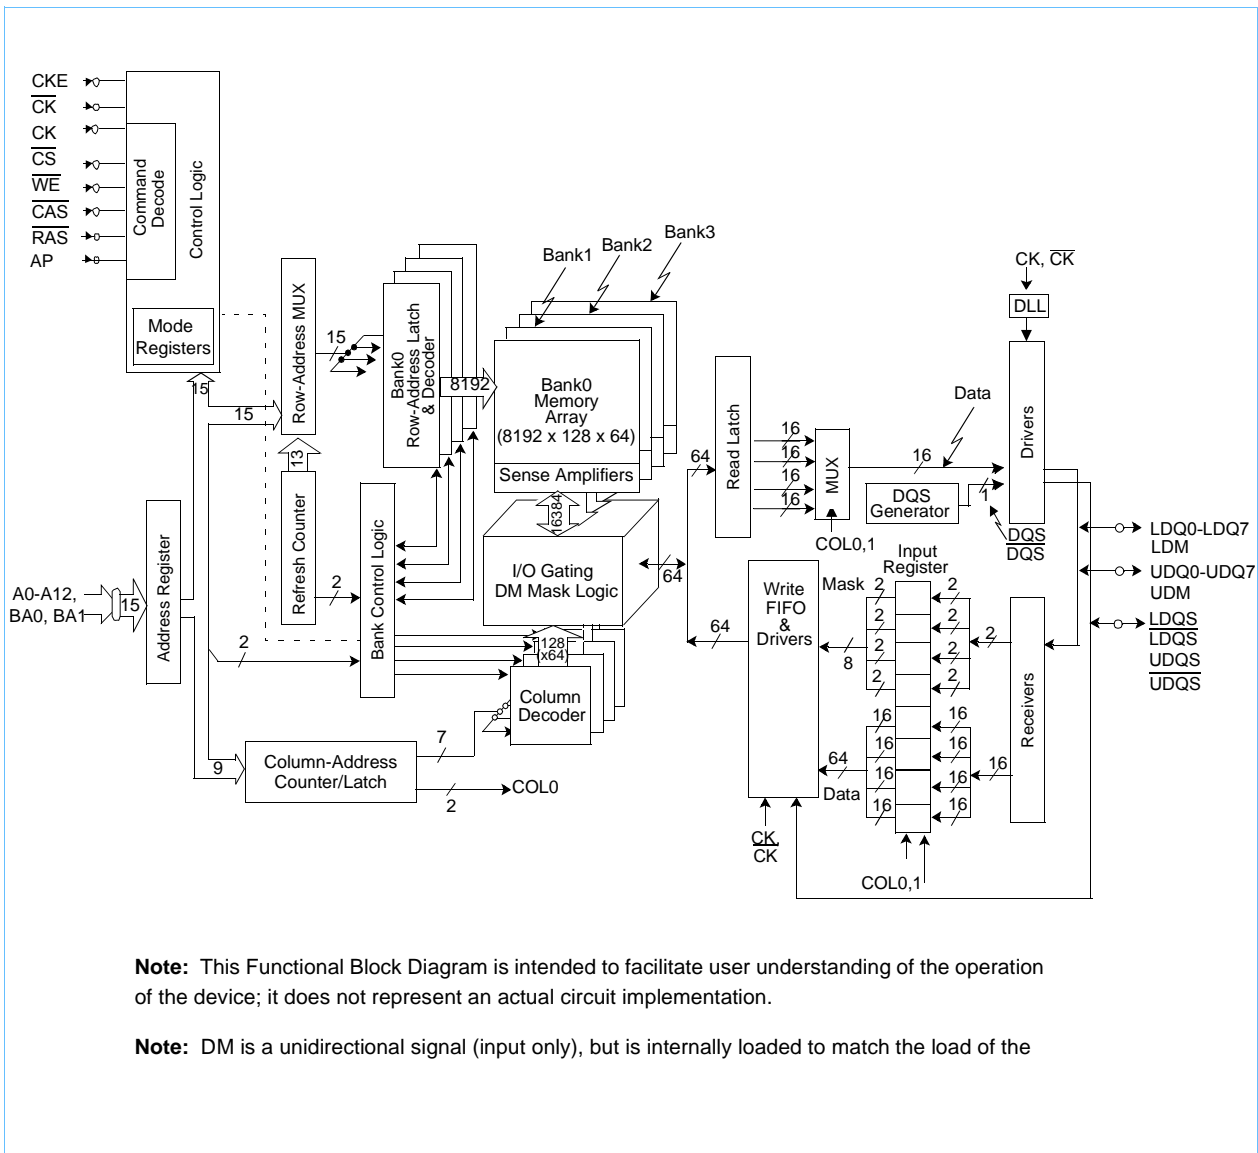 CKE
CK
CK
CS
WE
CAS
RAS
AP
Command
Decode
Control Logic
Mode
Registers
15
15
Row-Address MUX
13
Refresh Counter
15
Bank0
Row-Address Latch
& Decoder
8192
Bank1
Bank2
Bank3
Bank0
Memory
Array
(8192 x 128 x 64)
Sense Amplifiers
16384
I/O Gating
DM Mask Logic
64
2
Bank Control Logic
A0-A12,
BA0, BA1
15
Address Register
2
128
(x64)
Column
Decoder
9
Column-Address
Counter/Latch
7
2
COL0
64
Read Latch
16
16
16
16
MUX
COL0,1
16
Data
DQS
Generator
1
DQS
DQS
CK, CK
DLL
Drivers
LDQ0-LDQ7
LDM
UDQ0-UDQ7
UDM
LDQS
LDQS
UDQS
UDQS
Input
Register
Write
FIFO
&
Drivers
64
Mask
8
2
2
2
2
2
2
2
2
2
64
Data
16
16
16
16
16
16
16
16
16
Receivers
CK,
CK
COL0,1
Note: This Functional Block Diagram is intended to facilitate user understanding of the operation
of the device; it does not represent an actual circuit implementation.
Note: DM is a unidirectional signal (input only), but is internally loaded to match the load of the